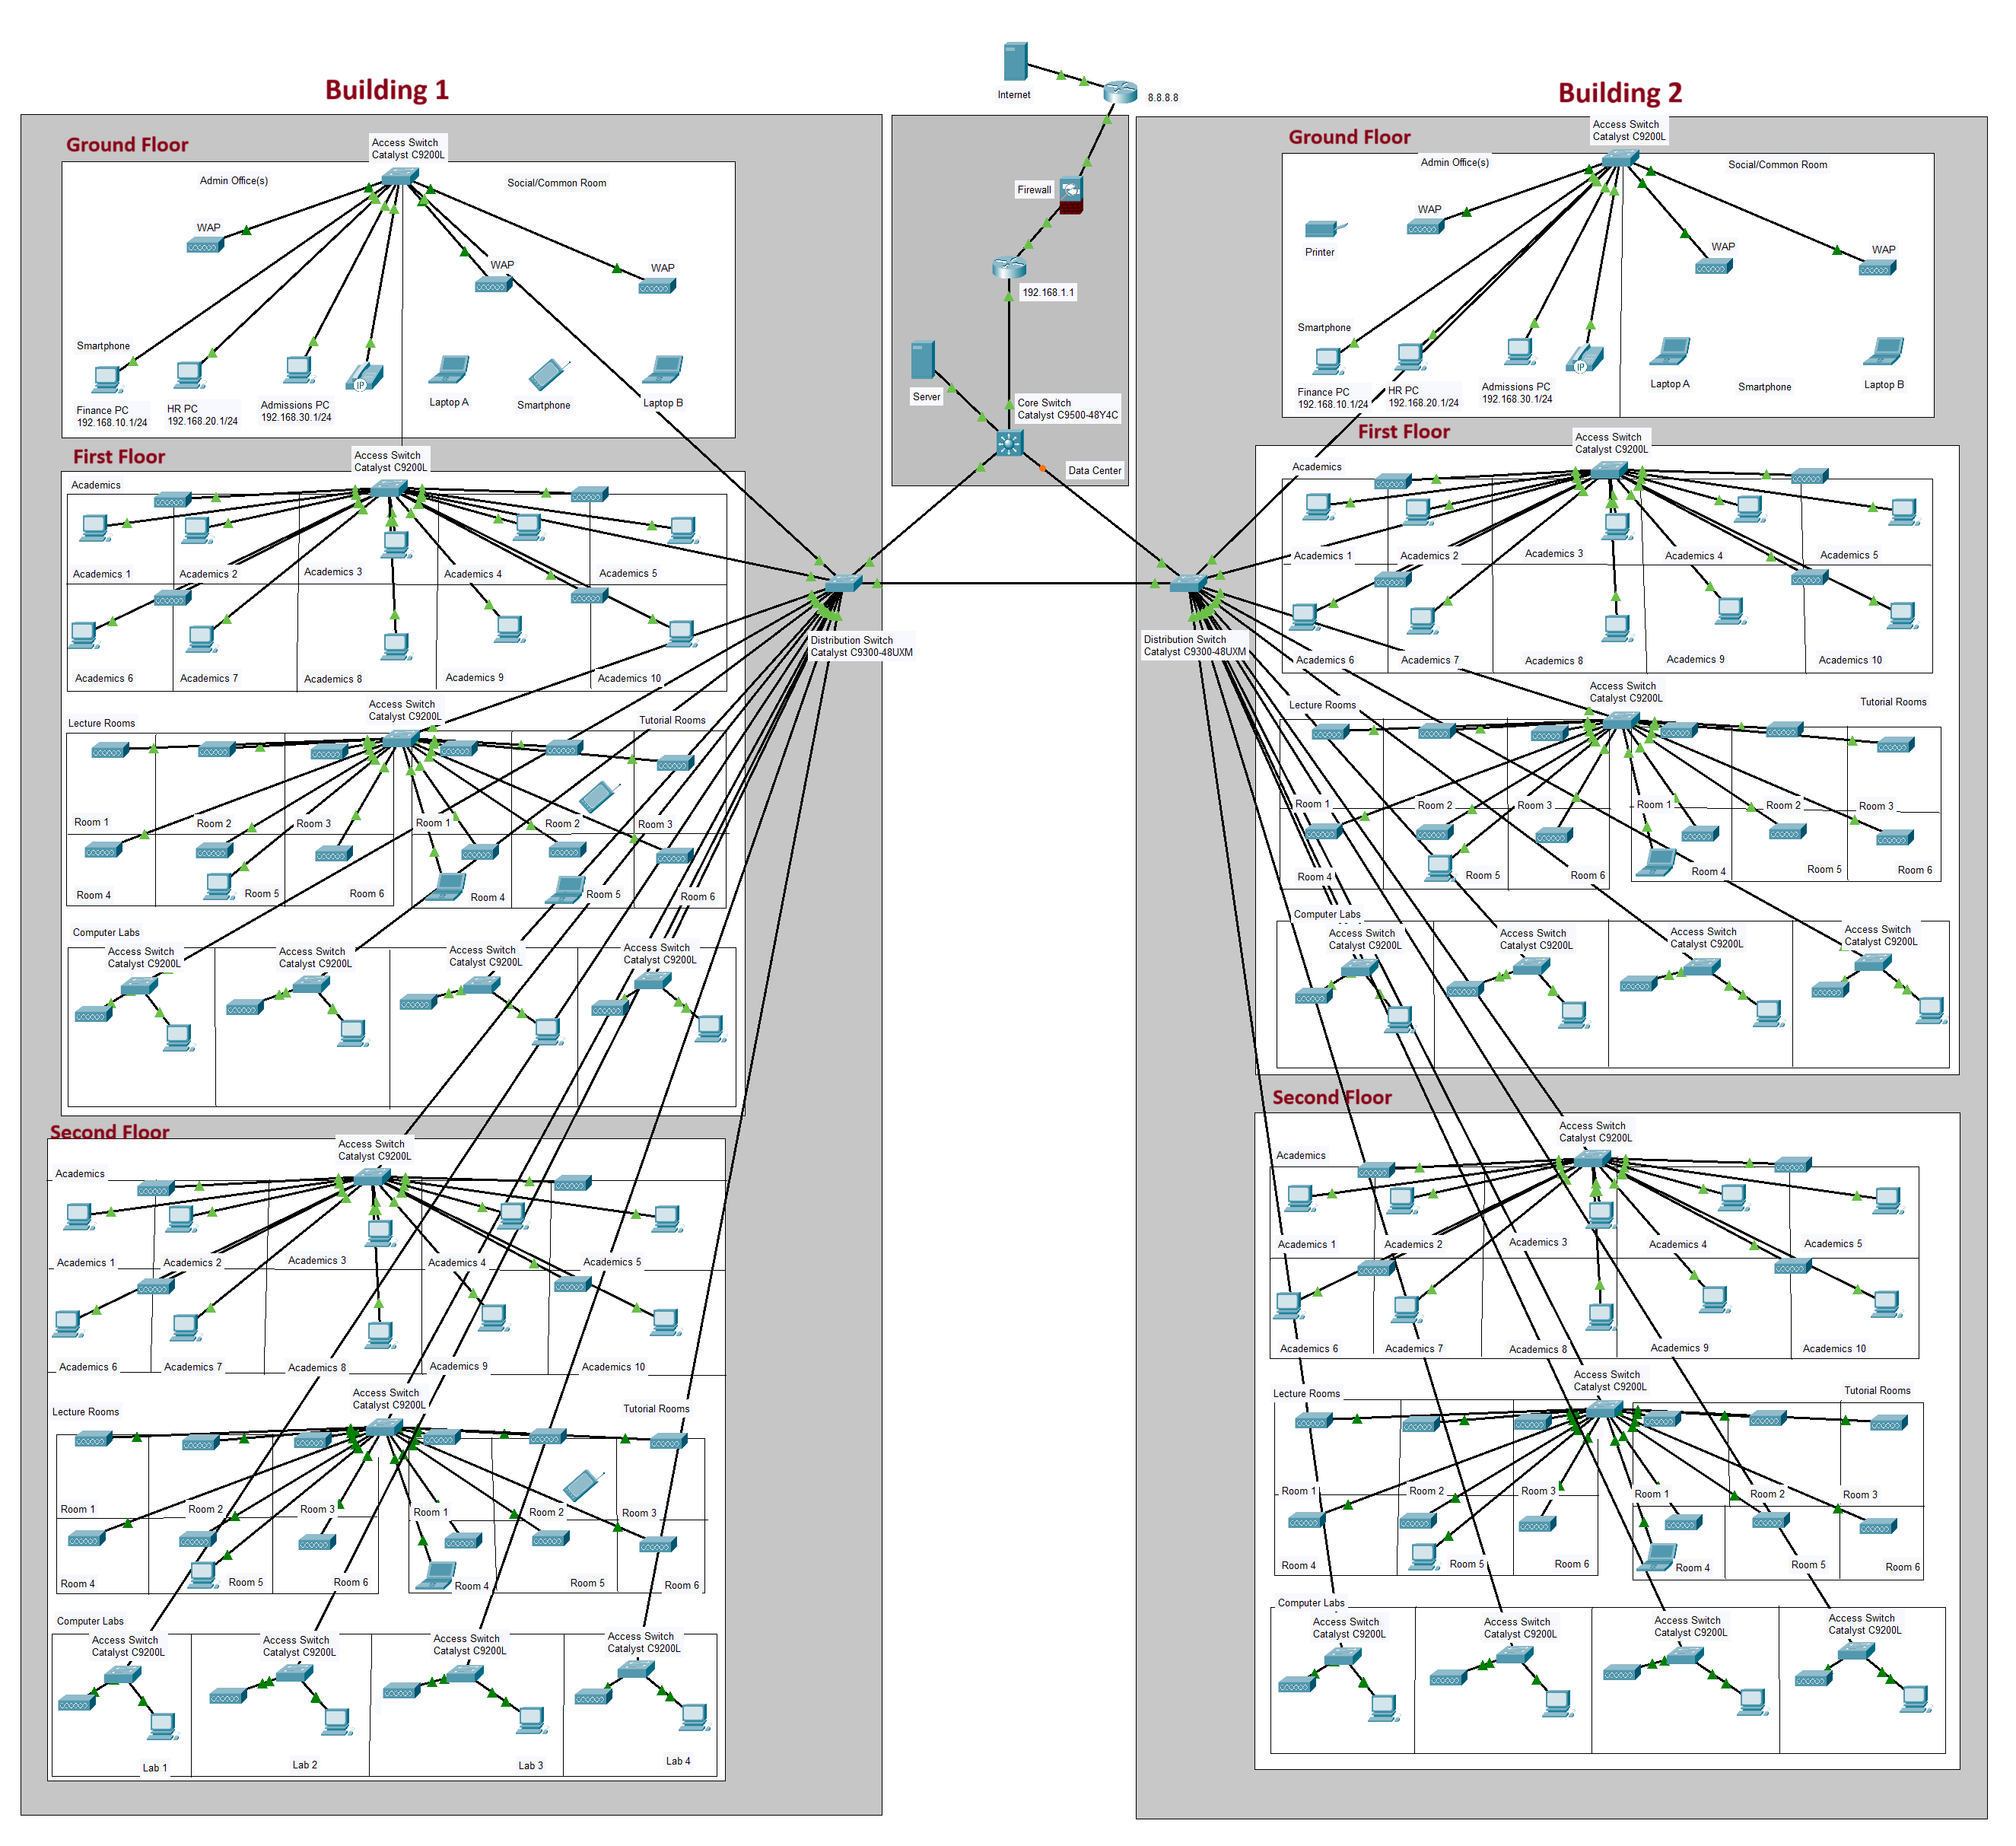 Internet
8.8.8.8
Firewall
192.168.1.1
Server
Core Switch
Catalyst C9500-48Y4C
Data Center
Building 1
Ground Floor
Access Switch
Catalyst C9200L
Admin Office(s)
Social/Common Room
WAP
WAP
WAP
Smartphone
Finance PC
192.168.10.1/24
HR PC
192.168.20.1/24
Admissions PC
192.168.30.1/24
IP
Laptop A
Smartphone
Laptop B
First Floor
Access Switch
Catalyst C9200L
Academics
Academics 1
Academics 2
Academics 3
Academics 4
Academics 5
Academics 6
Academics 7
Academics 8
Academics 9
Academics 10
Distribution Switch
Catalyst C9300-48UXM
Access Switch
Catalyst C9200L
Lecture Rooms
Tutorial Rooms
Room 1
Room 2
Room 3
Room 1
Room 2
Room 3
Room 4
Room 5
Room 6
Room 4
Room 5
Room 6
Computer Labs
Access Switch
Catalyst C9200L
Access Switch
Catalyst C9200L
Access Switch
Catalyst C9200L
Access Switch
Catalyst C9200L
Second Floor
Access Switch
Catalyst C9200L
Academics
Academics 1
Academics 2
Academics 3
Academics 4
Academics 5
Academics 6
Academics 7
Academics 8
Academics 9
Academics 10
Access Switch
Catalyst C9200L
Lecture Rooms
Tutorial Rooms
Room 1
Room 2
Room 3
Room 1
Room 2
Room 3
Room 4
Room 5
Room 6
Room 4
Room 5
Room 6
Computer Labs
Access Switch
Catalyst C9200L
Access Switch
Catalyst C9200L
Access Switch
Catalyst C9200L
Access Switch
Catalyst C9200L
Lab 1
Lab 2
Lab 3
Lab 4
Building 2
Ground Floor
Access Switch
Catalyst C9200L
Admin Office(s)
Social/Common Room
Printer
WAP
WAP
WAP
Smartphone
Finance PC
192.168.10.1/24
HR PC
192.168.20.1/24
Admissions PC
192.168.30.1/24
IP
Laptop A
Smartphone
Laptop B
First Floor
Access Switch
Catalyst C9200L
Academics
Academics 1
Academics 2
Academics 3
Academics 4
Academics 5
Academics 6
Academics 7
Academics 8
Academics 9
Academics 10
Distribution Switch
Catalyst C9300-48UXM
Access Switch
Catalyst C9200L
Lecture Rooms
Tutorial Rooms
Room 1
Room 2
Room 3
Room 1
Room 2
Room 3
Room 4
Room 5
Room 6
Room 4
Room 5
Room 6
Computer Labs
Access Switch
Catalyst C9200L
Access Switch
Catalyst C9200L
Access Switch
Catalyst C9200L
Access Switch
Catalyst C9200L
Second Floor
Access Switch
Catalyst C9200L
Academics
Academics 1
Academics 2
Academics 3
Academics 4
Academics 5
Academics 6
Academics 7
Academics 8
Academics 9
Academics 10
Access Switch
Catalyst C9200L
Lecture Rooms
Tutorial Rooms
Room 1
Room 2
Room 3
Room 1
Room 2
Room 3
Room 4
Room 5
Room 6
Room 4
Room 5
Room 6
Computer Labs
Access Switch
Catalyst C9200L
Access Switch
Catalyst C9200L
Access Switch
Catalyst C9200L
Access Switch
Catalyst C9200L